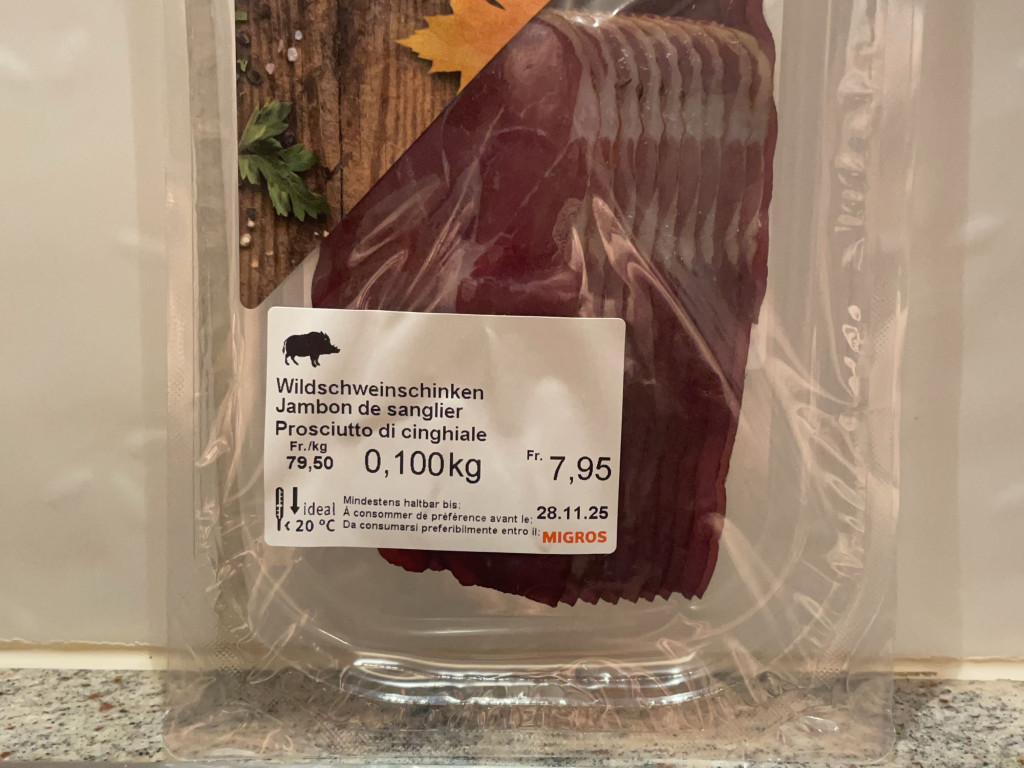 Wildschweinschinken
Jambon de sanglier
Prosciutto di cinghiale
Fr./kg
79,50 0,100kg Fr. 7,95
ideal
< 20 °C
Mindestens haltbar bis:
À consommer de préférence avant le: 28.11.25
Da consumarsi preferibilmente entro il: MIGROS